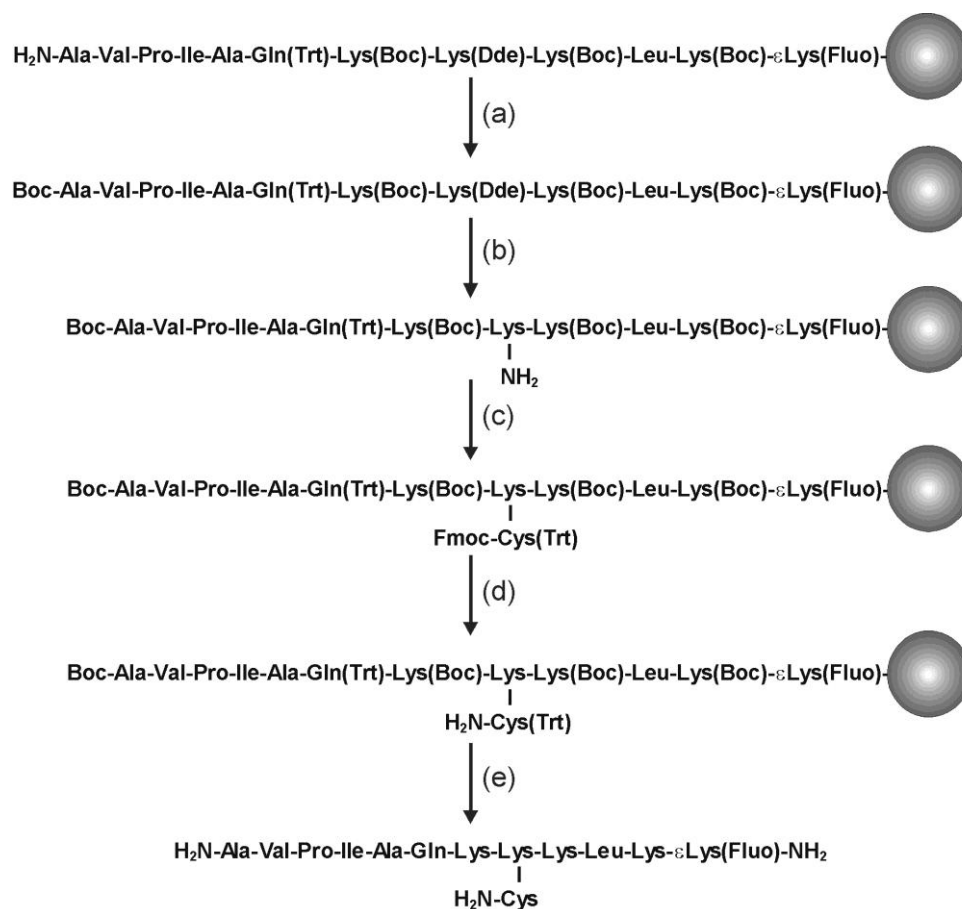 H₂N-Ala-Val-Pro-Ile-Ala-Gln(Trt)-Lys(Boc)-Lys(Dde)-Lys(Boc)-Leu-Lys(Boc)-εLys(Fluo)-
(a)
Boc-Ala-Val-Pro-Ile-Ala-Gln(Trt)-Lys(Boc)-Lys(Dde)-Lys(Boc)-Leu-Lys(Boc)-εLys(Fluo)-
(b)
Boc-Ala-Val-Pro-Ile-Ala-Gln(Trt)-Lys(Boc)-Lys-Lys(Boc)-Leu-Lys(Boc)-εLys(Fluo)-
NH₂
(c)
Boc-Ala-Val-Pro-Ile-Ala-Gln(Trt)-Lys(Boc)-Lys-Lys(Boc)-Leu-Lys(Boc)-εLys(Fluo)-
Fmoc-Cys(Trt)
(d)
Boc-Ala-Val-Pro-Ile-Ala-Gln(Trt)-Lys(Boc)-Lys-Lys(Boc)-Leu-Lys(Boc)-εLys(Fluo)-
H₂N-Cys(Trt)
(e)
H₂N-Ala-Val-Pro-Ile-Ala-Gln-Lys-Lys-Lys-Leu-Lys-εLys(Fluo)-NH₂
H₂N-Cys